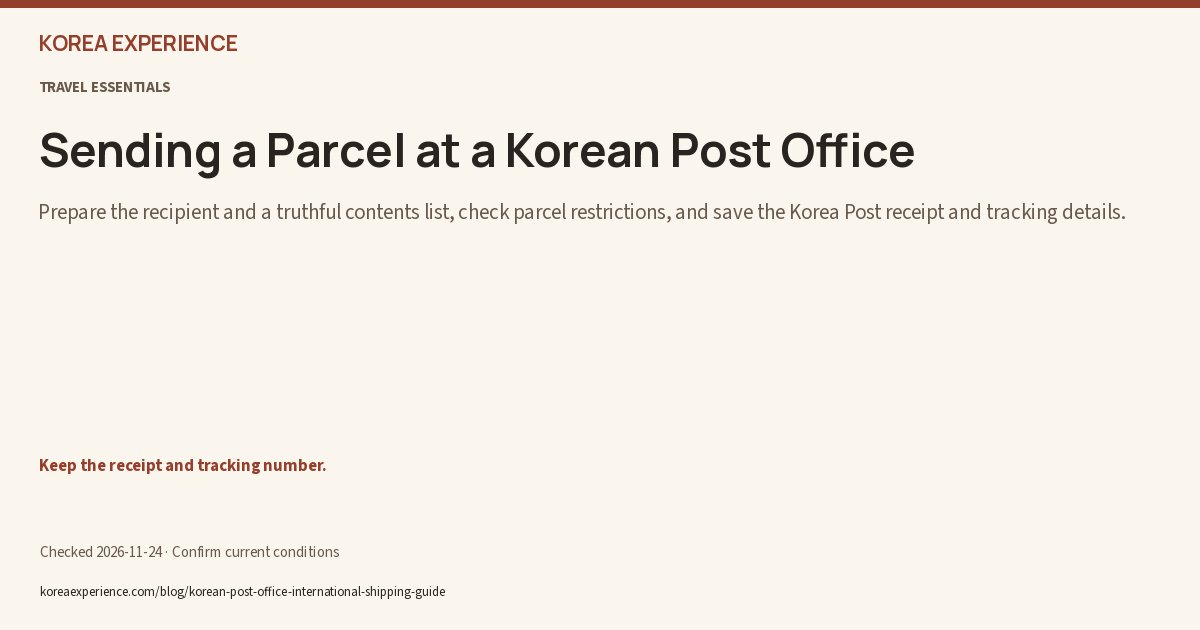 KOREA EXPERIENCE
TRAVEL ESSENTIALS
Sending a Parcel at a Korean Post Office
Prepare the recipient and a truthful contents list, check parcel restrictions, and save the Korea Post receipt and tracking details.
Keep the receipt and tracking number.
Checked 2026-11-24 · Confirm current conditions
koreaexperience.com/blog/korean-post-office-international-shipping-guide